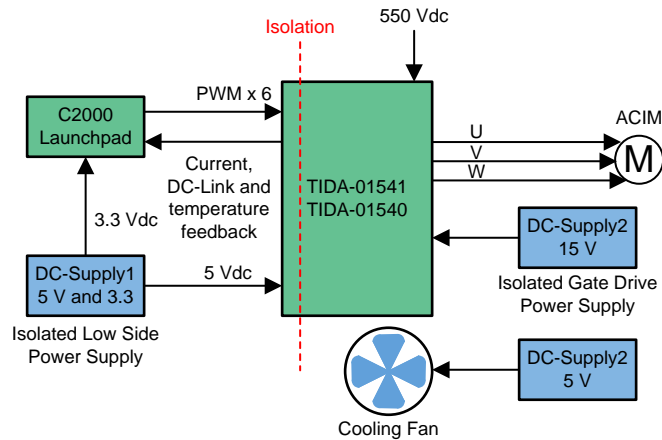 Isolation
550 Vdc
C2000
Launchpad
PWM x 6
Current,
DC-Link and
temperature
feedback
TIDA-01541
TIDA-01540
U
V
W
ACIM
M
3.3 Vdc
DC-Supply1
5 V and 3.3
5 Vdc
Isolated Low Side
Power Supply
DC-Supply2
15 V
Isolated Gate Drive
Power Supply
DC-Supply2
5 V
Cooling Fan